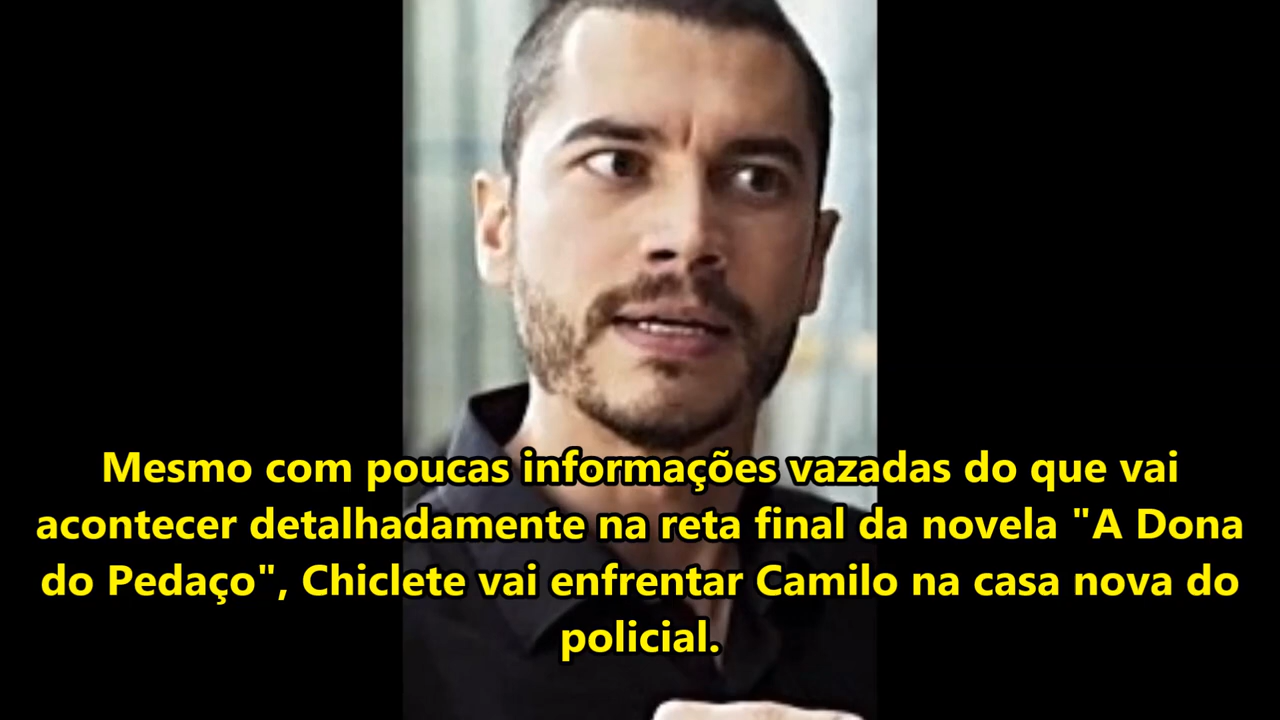 Mesmo com poucas informações vazadas do que vai
acontecer detalhadamente na reta final da novela "A Dona
do Pedaço", Chiclete vai enfrentar Camilo na casa nova do
policial.